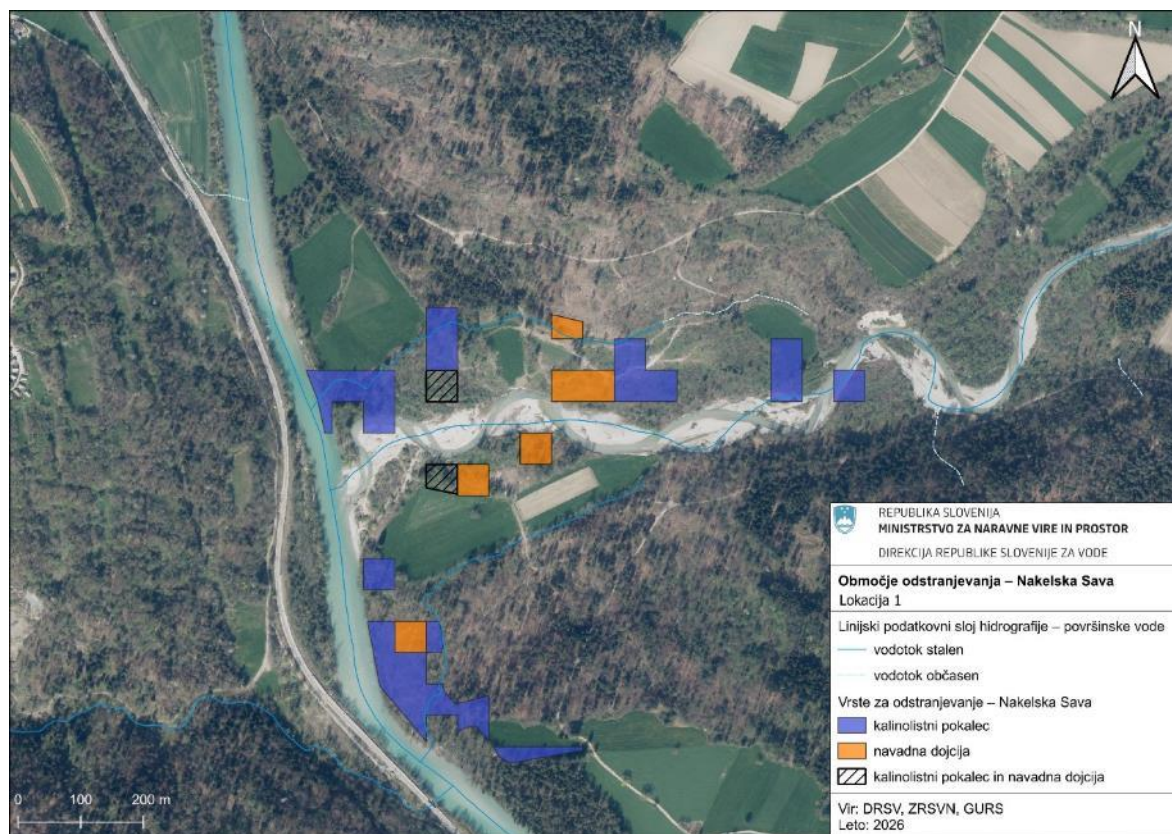 N
REPUBLIKA SLOVENIJA
MINISTRSTVO ZA NARAVNE VIRE IN PROSTOR
DIREKCIJA REPUBLIKE SLOVENIJE ZA VODE
Območje odstranjevanja – Nakelska Sava
Lokacija 1
Linijski podatkovni sloj hidrografije – površinske vode
vodotok stalen
vodotok občasen
Vrste za odstranjevanje – Nakelska Sava
kalinolistni pokalec
navadna dojcija
kalinolistni pokalec in navadna dojcija
Vir: DRSV, ZRSVN, GURS
Leto: 2026
0 100 200 m